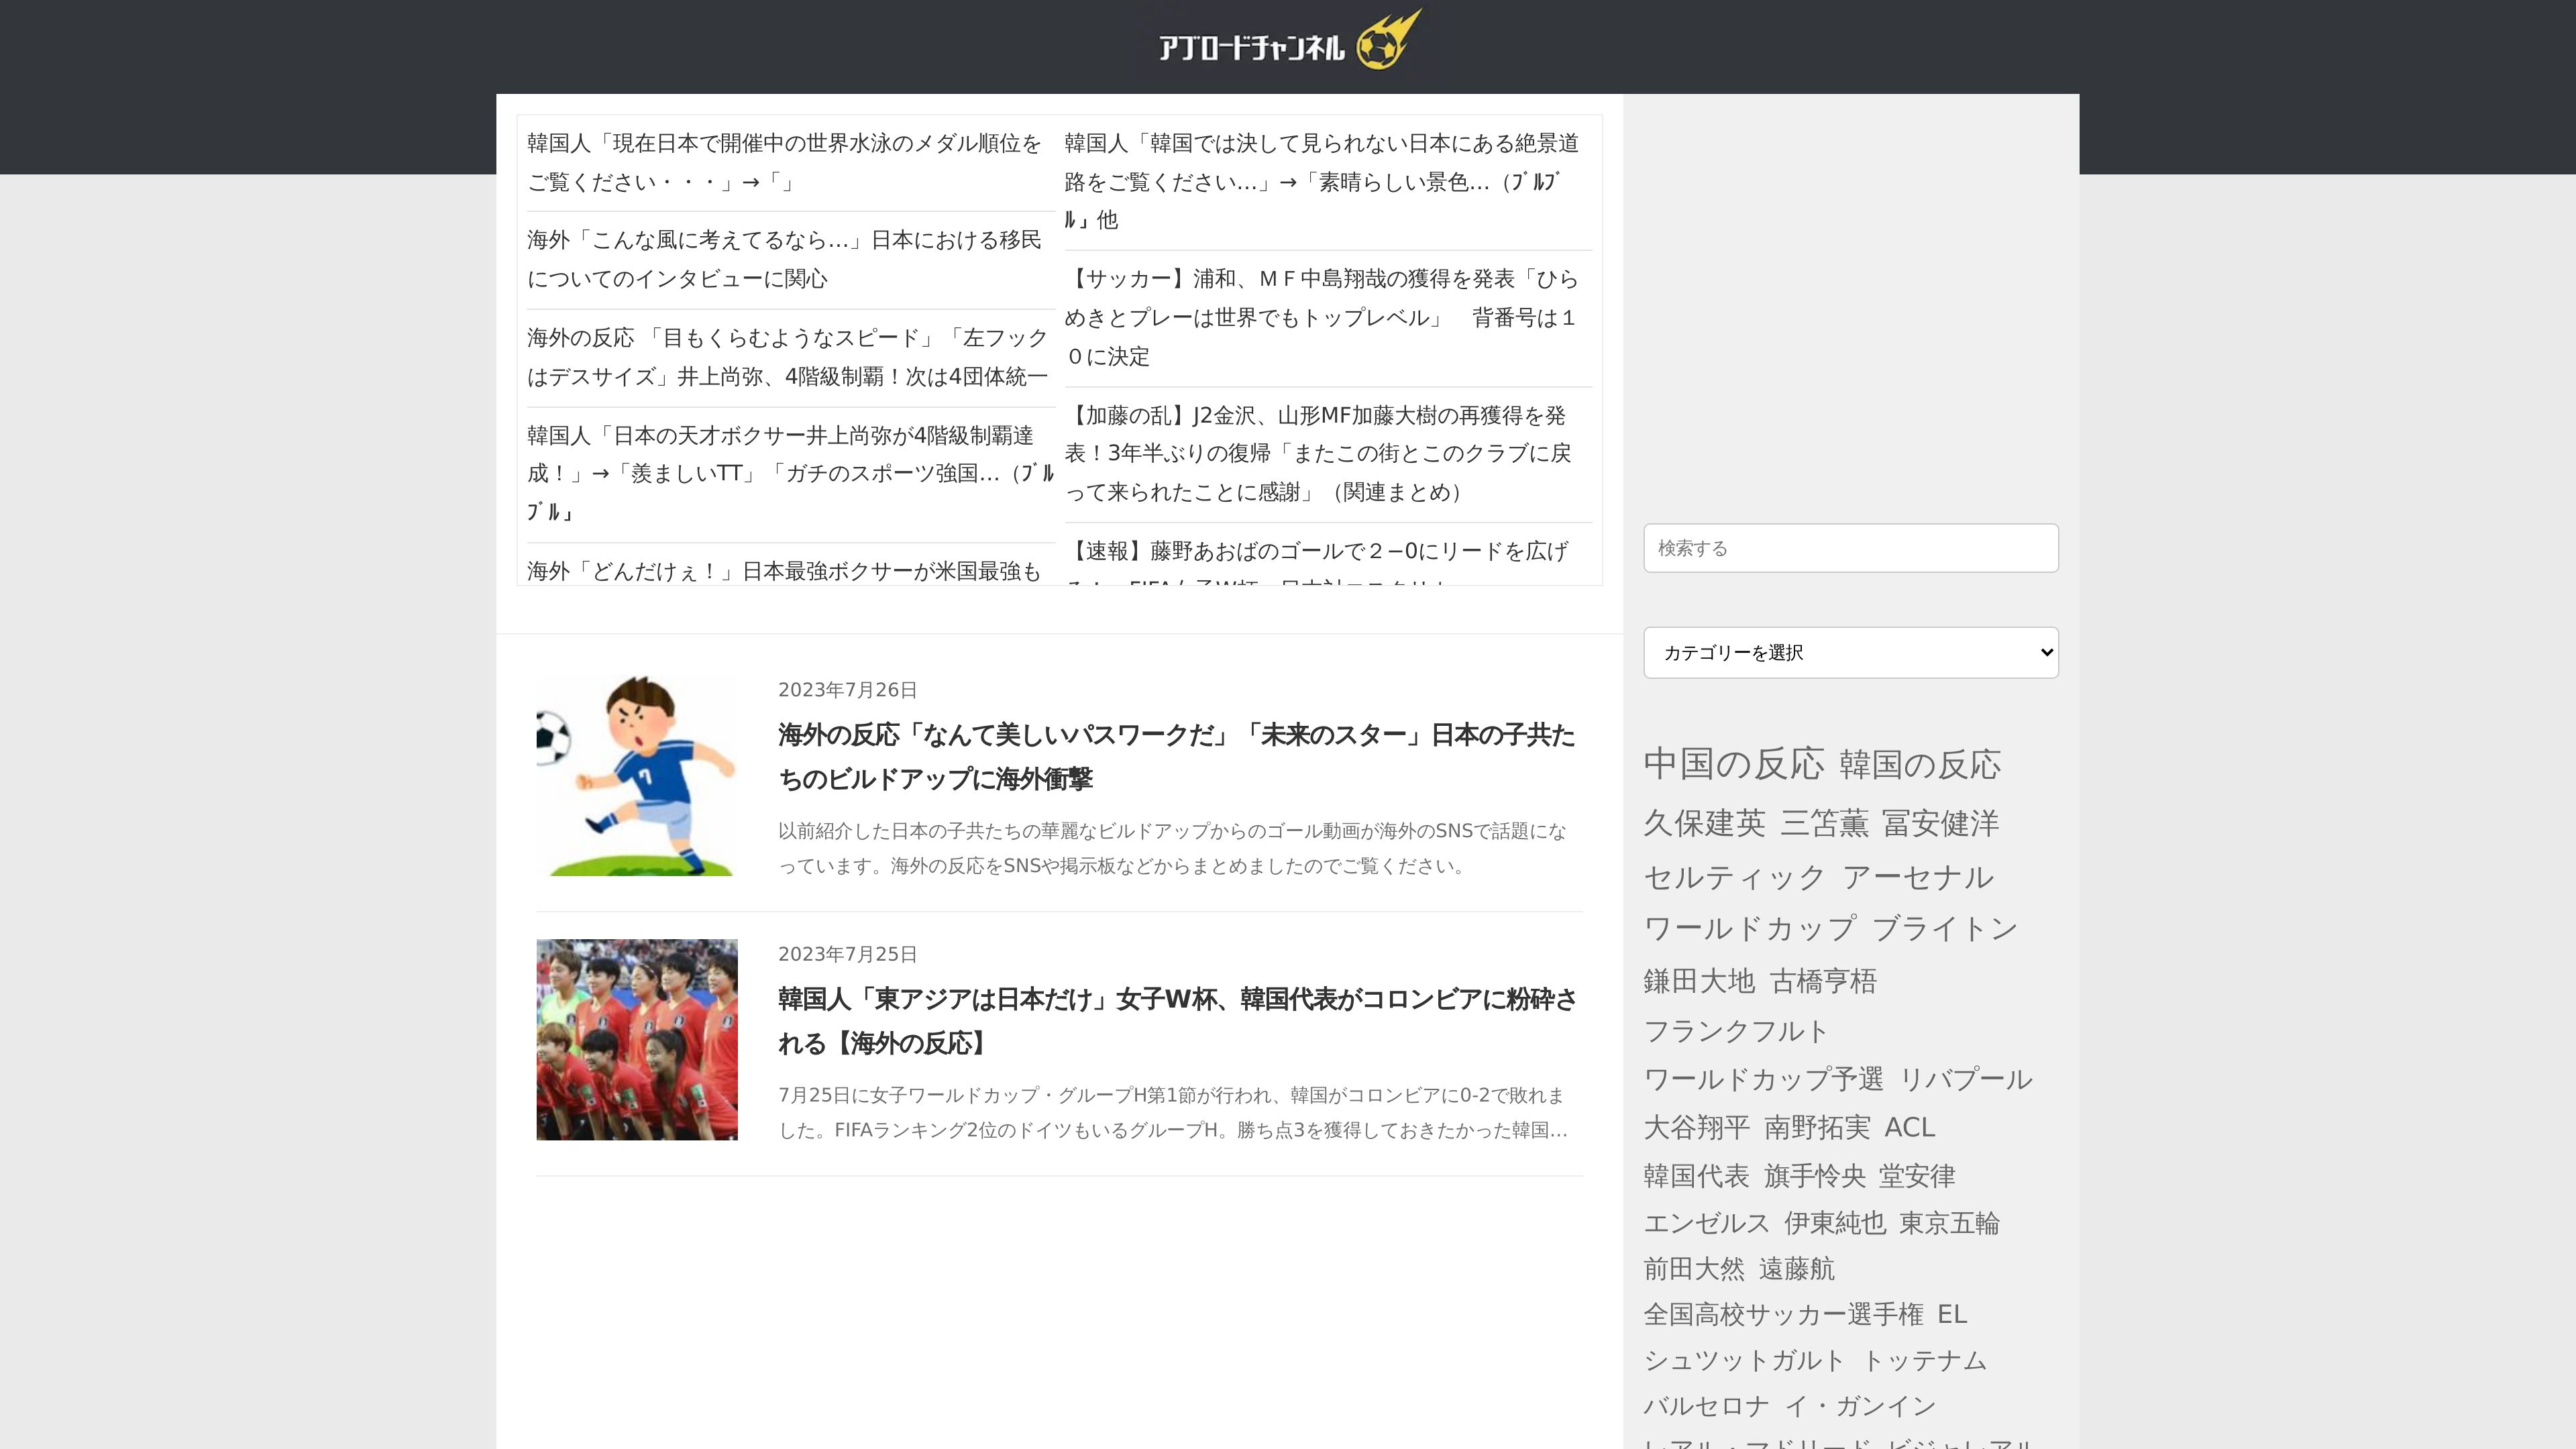 アブロードチャンネル
韓国人「現在日本で開催中の世界水泳のメダル順位を
ご覧ください・・・」→「」
海外「こんな風に考えてるなら…」日本における移民
についてのインタビューに関心
海外の反応 「目もくらむようなスピード」「左フック
はデスサイズ」井上尚弥、4階級制覇！次は4団体統一
韓国人「日本の天才ボクサー井上尚弥が4階級制覇達
成！」→「羨ましいTT」「ガチのスポーツ強国…（ﾌﾞﾙ
ﾌﾞﾙ」
海外「どんだけぇ！」日本最強ボクサーが米国最強も
韓国人「韓国では決して見られない日本にある絶景道
路をご覧ください…」→「素晴らしい景色…（ﾌﾞﾙﾌﾞ
ﾙ」他
【サッカー】浦和、ＭＦ中島翔哉の獲得を発表「ひら
めきとプレーは世界でもトップレベル」　背番号は１
０に決定
【加藤の乱】J2金沢、山形MF加藤大樹の再獲得を発
表！3年半ぶりの復帰「またこの街とこのクラブに戻
って来られたことに感謝」（関連まとめ）
【速報】藤野あおばのゴールで２−0にリードを広げ
2023年7月26日
海外の反応「なんて美しいパスワークだ」「未来のスター」日本の子共た
ちのビルドアップに海外衝撃
以前紹介した日本の子共たちの華麗なビルドアップからのゴール動画が海外のSNSで話題にな
っています。海外の反応をSNSや掲示板などからまとめましたのでご覧ください。
7
2023年7月25日
韓国人「東アジアは日本だけ」女子W杯、韓国代表がコロンビアに粉砕さ
れる【海外の反応】
7月25日に女子ワールドカップ・グループH第1節が行われ、韓国がコロンビアに0-2で敗れま
した。FIFAランキング2位のドイツもいるグループH。勝ち点3を獲得しておきたかった韓国…
検索する
カテゴリーを選択
中国の反応 韓国の反応
久保建英 三笘薫 冨安健洋
セルティック アーセナル
ワールドカップ ブライトン
鎌田大地 古橋亨梧
フランクフルト
ワールドカップ予選 リバプール
大谷翔平 南野拓実 ACL
韓国代表 旗手怜央 堂安律
エンゼルス 伊東純也 東京五輪
前田大然 遠藤航
全国高校サッカー選手権 EL
シュツットガルト トッテナム
バルセロナ イ・ガンイン
レアル・マドリード ビジャレアル